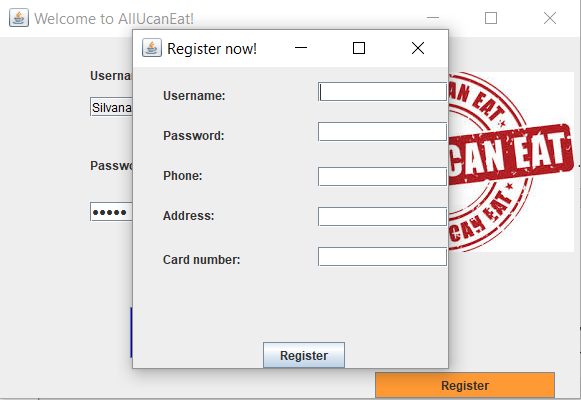 Welcome to AllUcanEat!
Register now!
Userna
Silvana
Passwo
Username:
Password:
Phone:
Address:
Card number:
Register
CAN EAT
CAN EAT
CAN EAT
Register